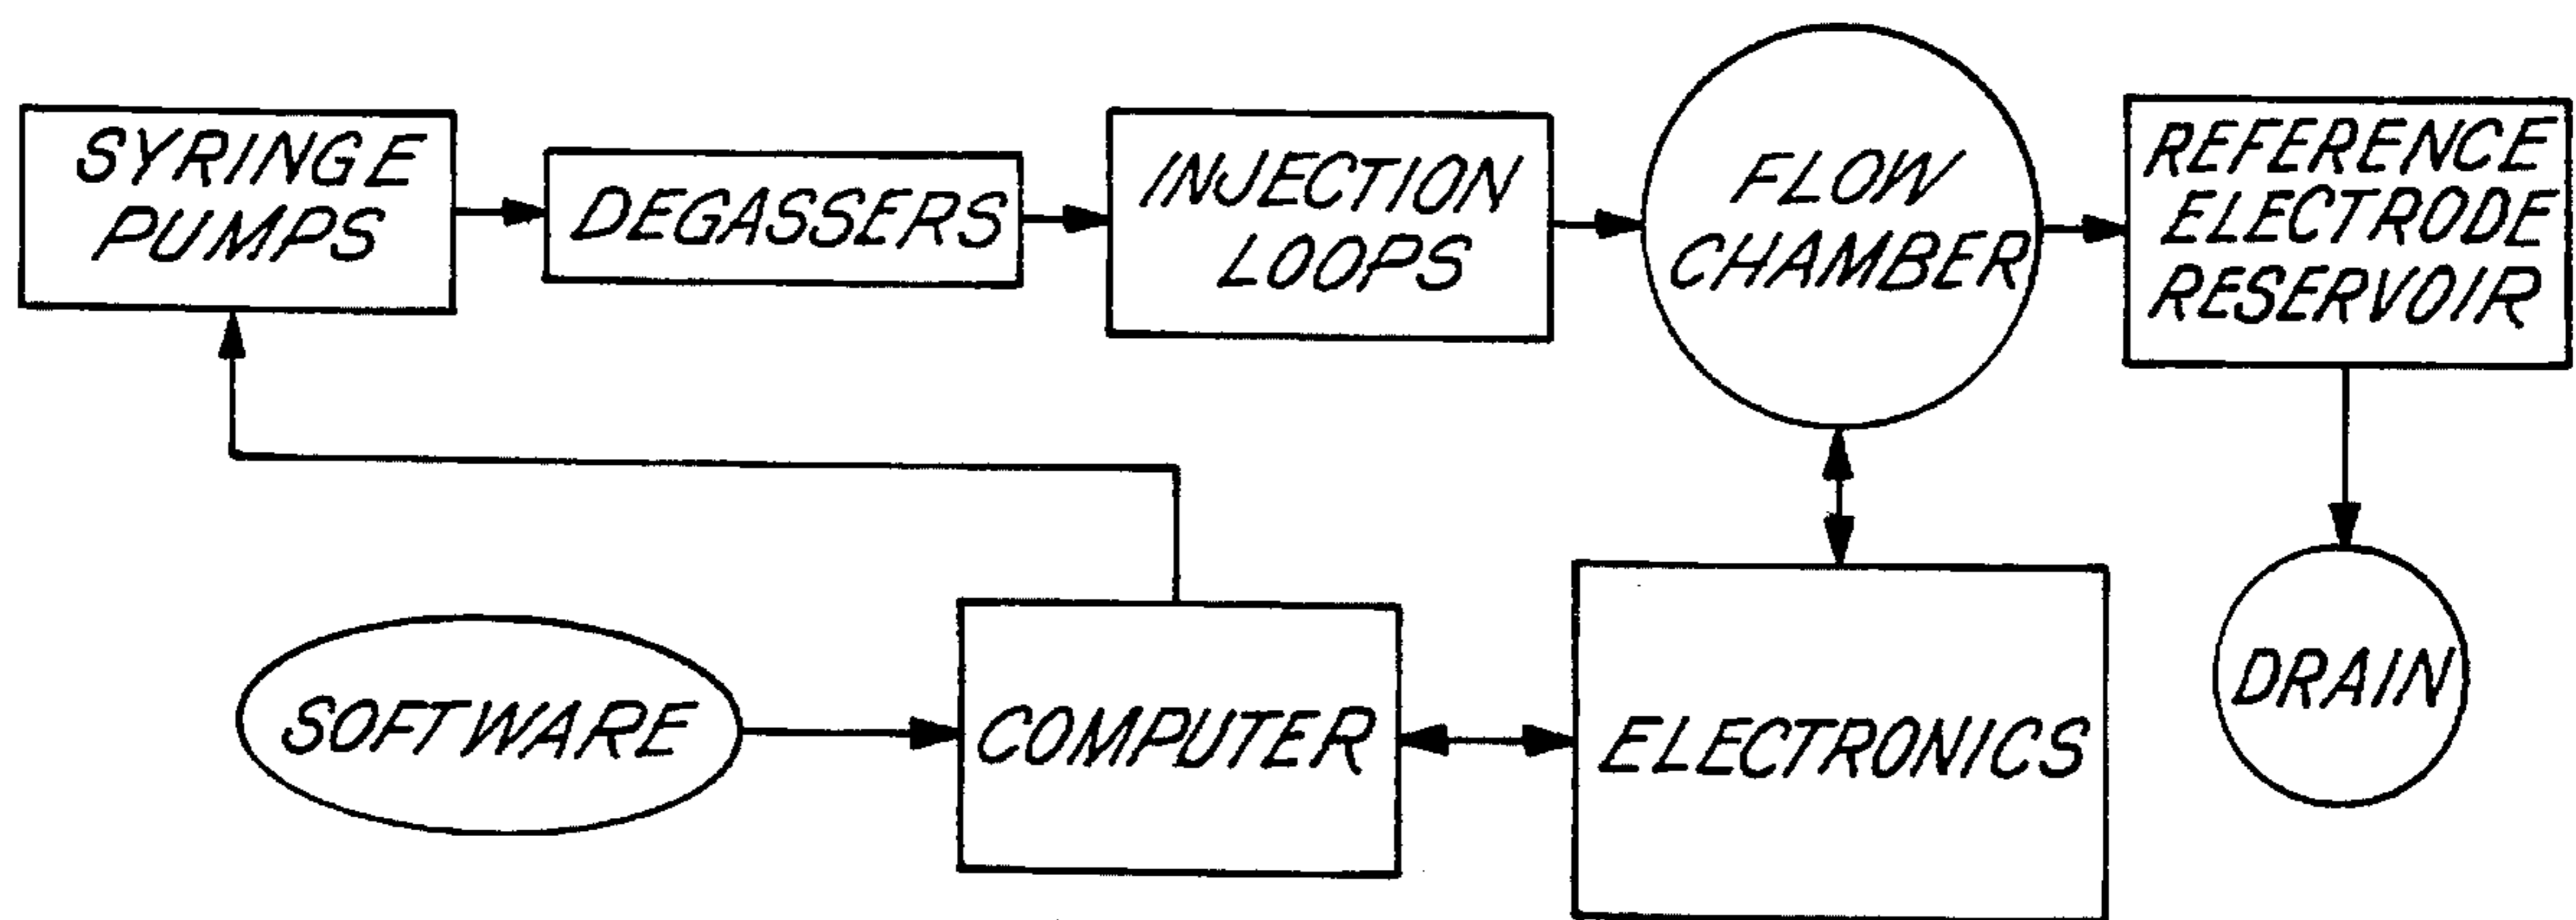 SYRINGE
PUMPS
DEGASSERS
INJECTION
LOOPS
FLOW
CHAMBER
REFERENCE
ELECTRODE
RESERVOIR
SOFTWARE
COMPUTER
ELECTRONICS
DRAIN